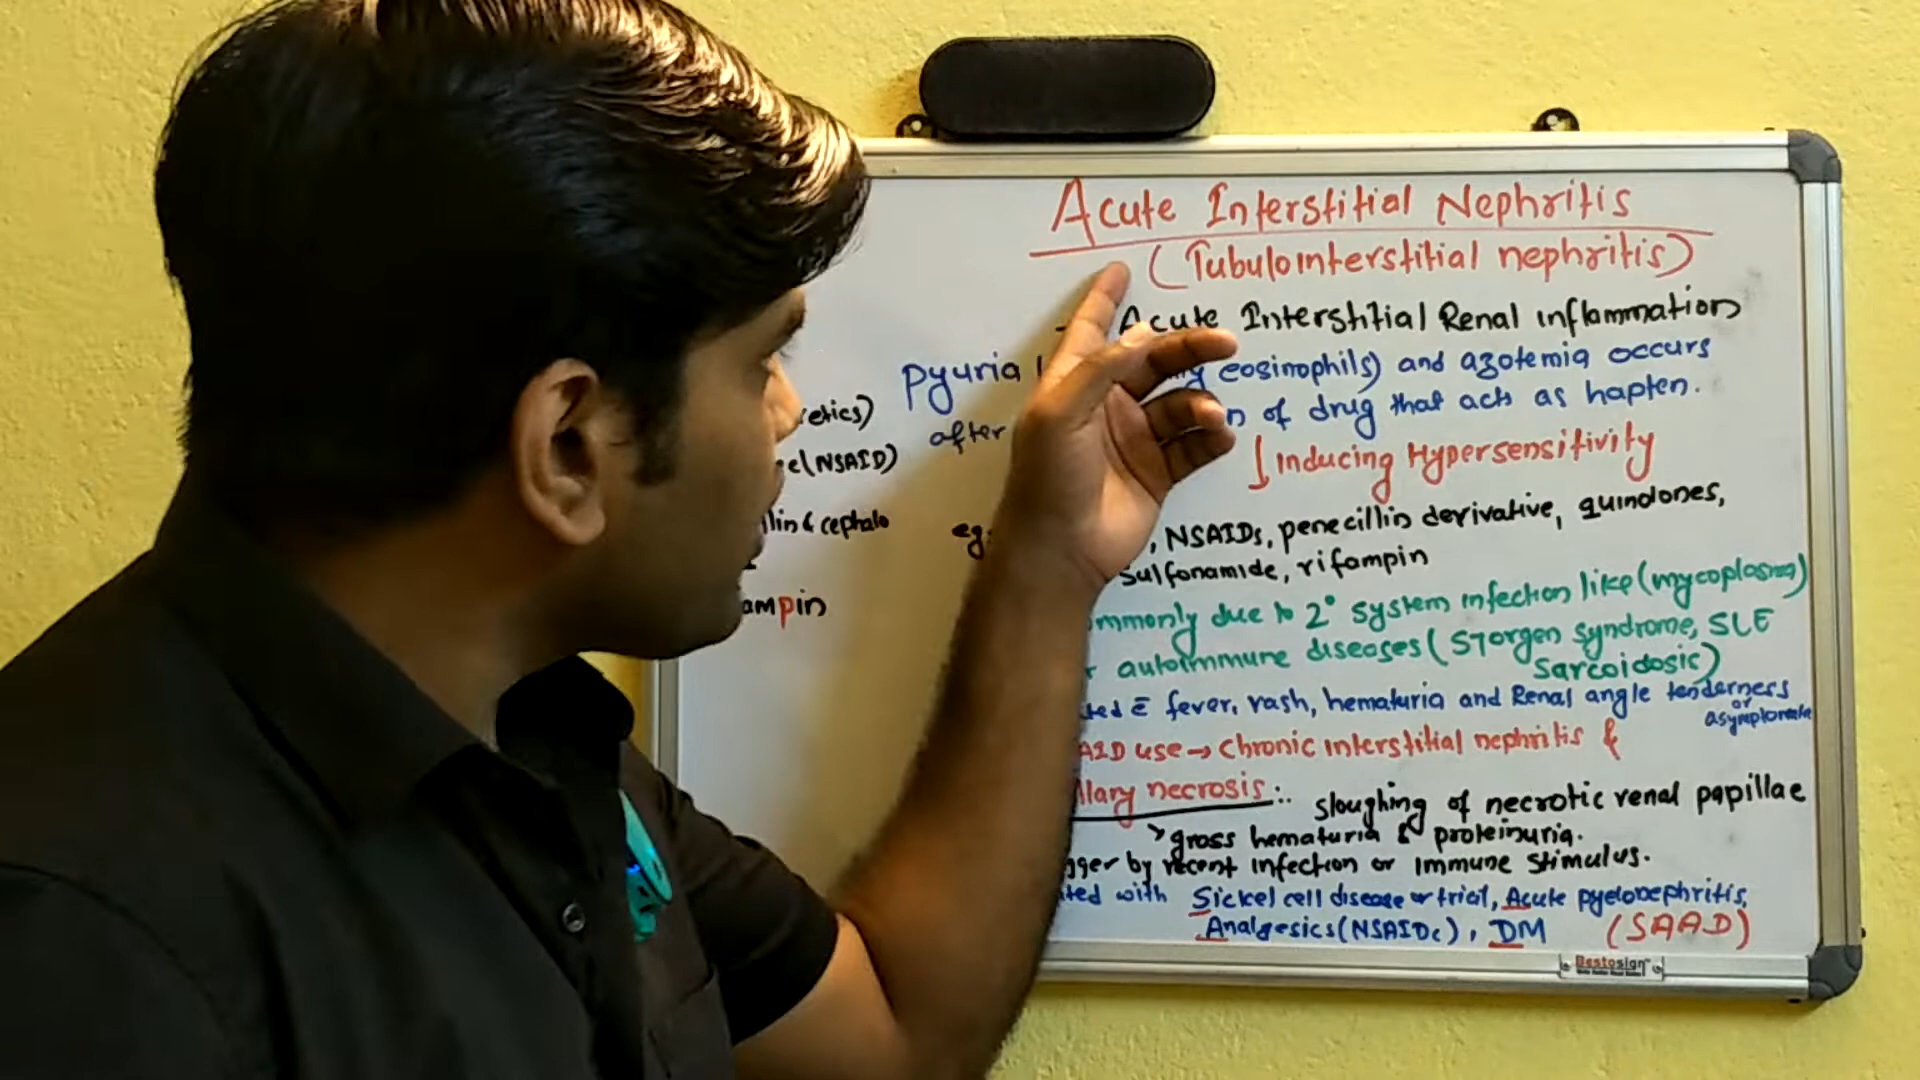 Acute Interstitial Nephritis
(Tubulointerstitial nephritis)
Acute Interstitial Renal inflammation
Pyuria eosinophils) and azotemia occurs
after of drug that acts as hapten.
↓ Inducing Hypersensitivity
eg: , NSAIDs, penecillin derivative, quinolones,
Sulfonamide, rifampin
mmonly due to 2° system infection like (mycoplasma)
autoimmune diseases (SJorgen syndrome, SLE
Sarcoidosis)
ted c̄ fever, rash, hematuria and Renal angle tenderness
or
AID use → chronic interstitial nephritis &
llary necrosis :- sloughing of necrotic renal papillae
> gross hematuria & proteinuria.
gger by recent infection or Immune Stimulus.
ted with Sickel cell disease or triat, Acute pyelonephritis,
Analgesics (NSAIDs), DM (SAAD)
retics)
(NSAID)
llin & cephalo
ampin
Bestosign